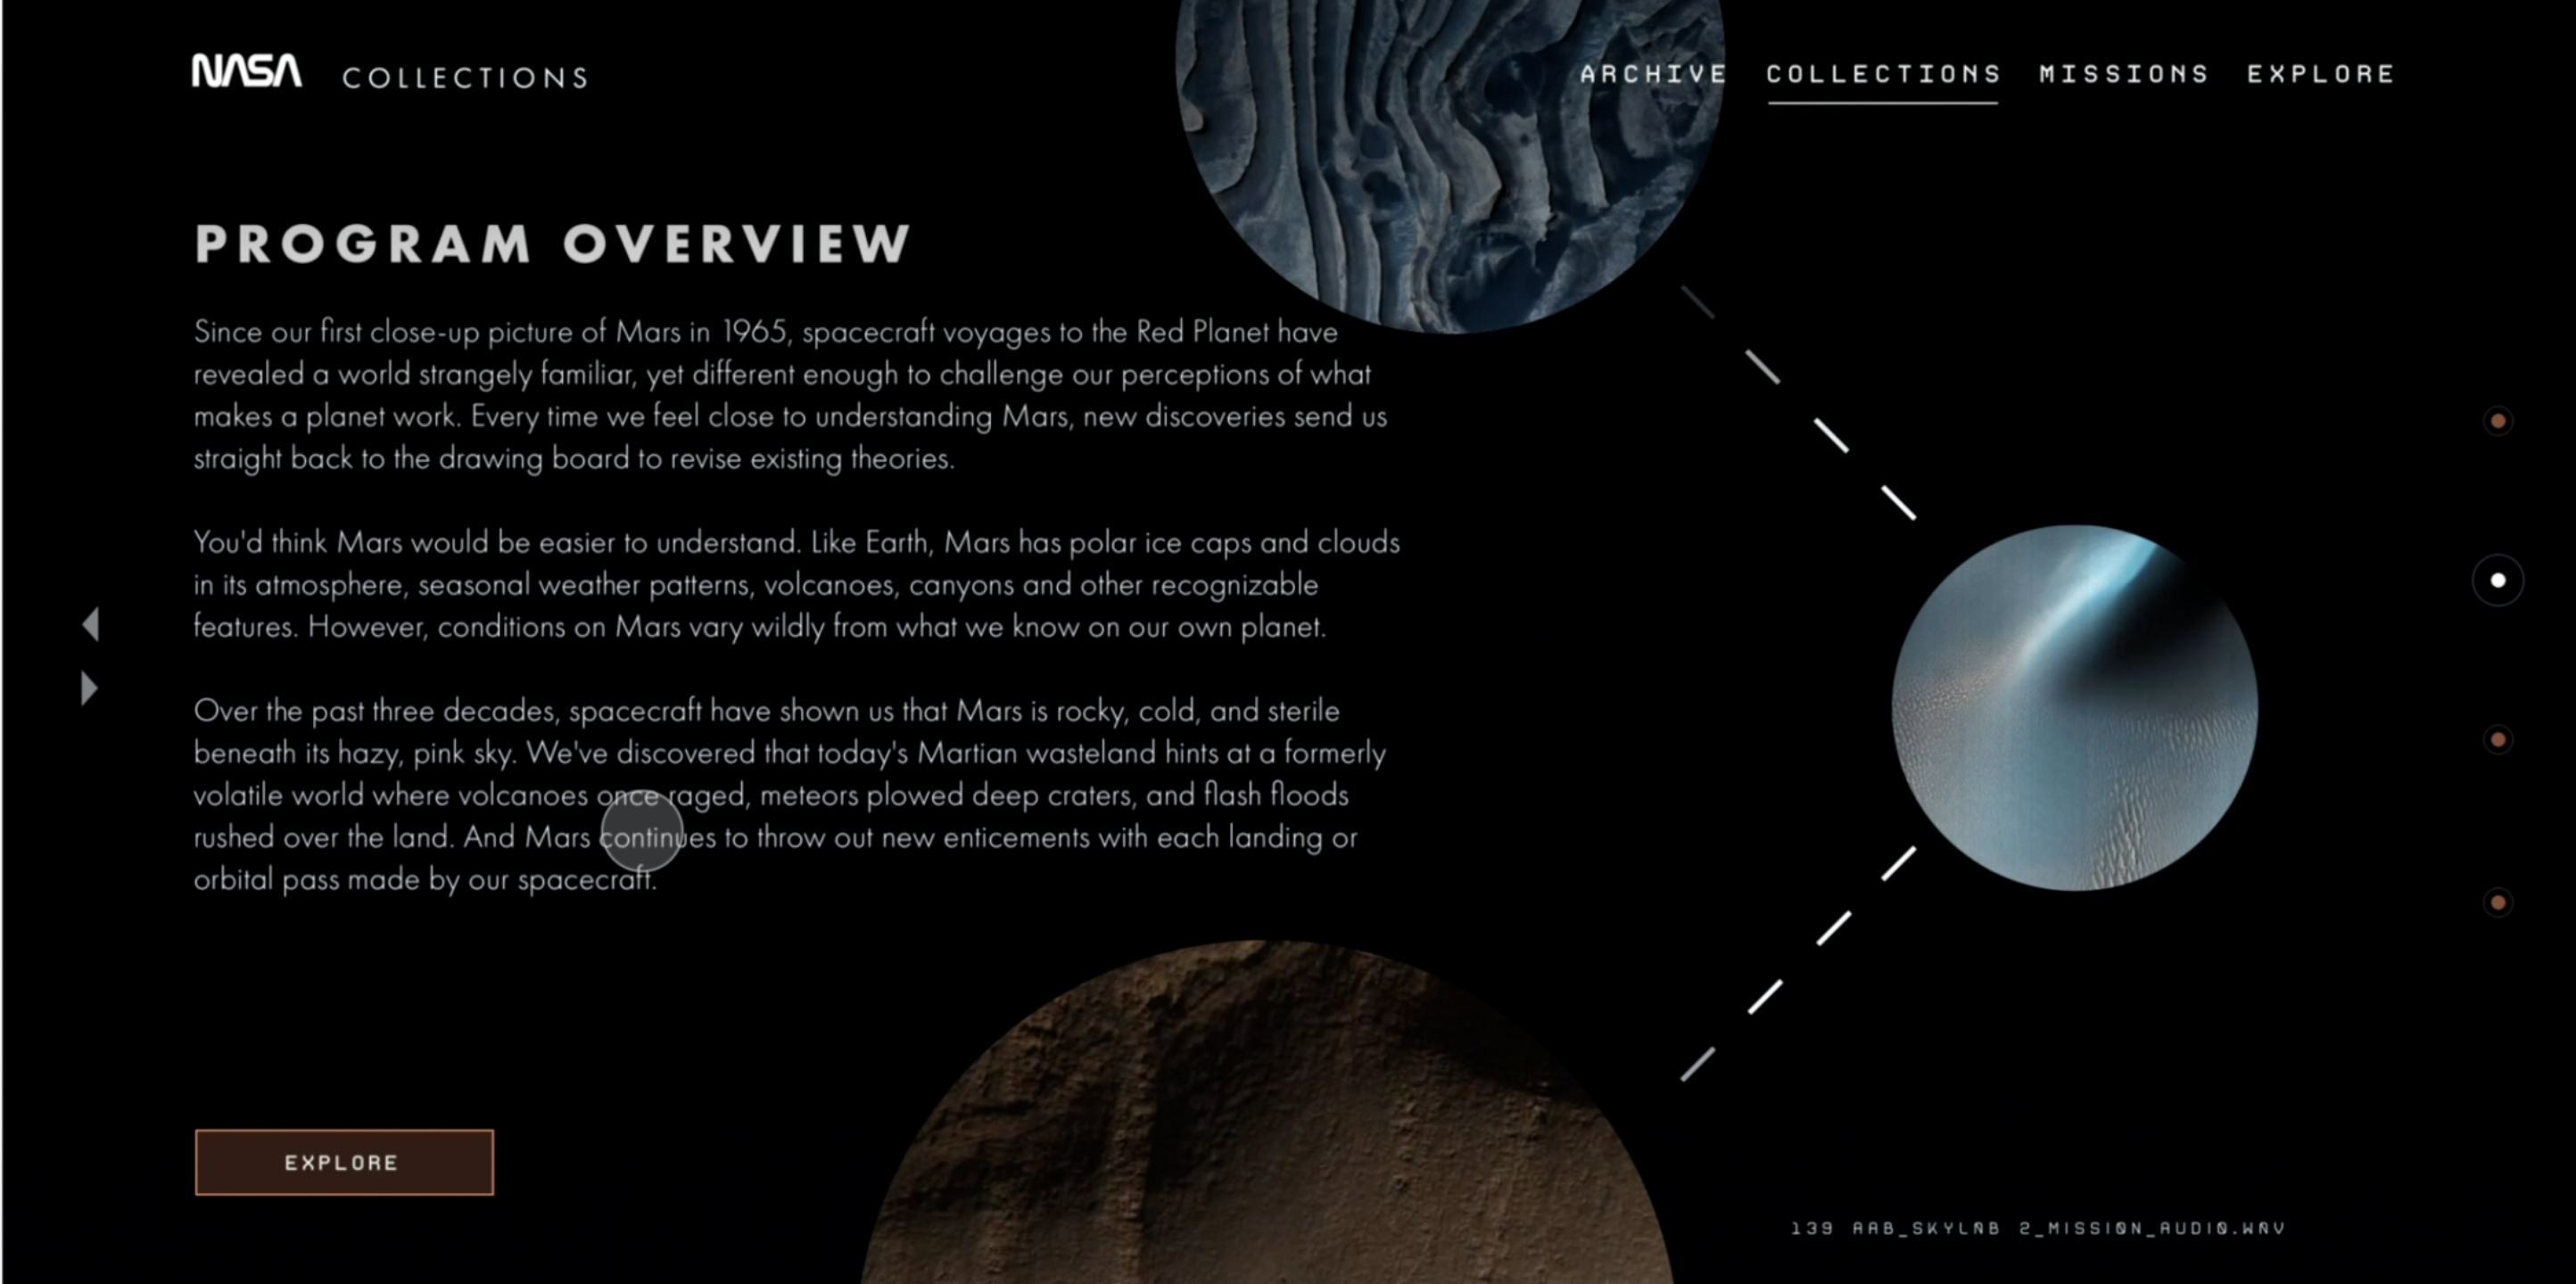 NASA COLLECTIONS
ARCHIVE COLLECTIONS MISSIONS EXPLORE
PROGRAM OVERVIEW
Since our first close-up picture of Mars in 1965, spacecraft voyages to the Red Planet have
revealed a world strangely familiar, yet different enough to challenge our perceptions of what
makes a planet work. Every time we feel close to understanding Mars, new discoveries send us
straight back to the drawing board to revise existing theories.
You'd think Mars would be easier to understand. Like Earth, Mars has polar ice caps and clouds
in its atmosphere, seasonal weather patterns, volcanoes, canyons and other recognizable
features. However, conditions on Mars vary wildly from what we know on our own planet.
Over the past three decades, spacecraft have shown us that Mars is rocky, cold, and sterile
beneath its hazy, pink sky. We've discovered that today's Martian wasteland hints at a formerly
volatile world where volcanoes once raged, meteors plowed deep craters, and flash floods
rushed over the land. And Mars continues to throw out new enticements with each landing or
orbital pass made by our spacecraft.
EXPLORE
139 AAB_SKYLAB 2_MISSION_AUDIO.WAV